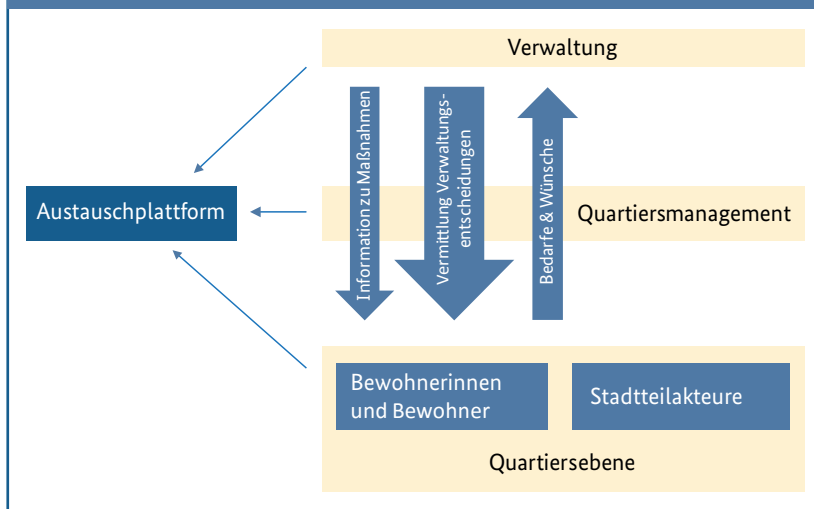 Verwaltung
Information zu Maßnahmen
Vermittlung Verwaltungs-
entscheidungen
Bedarfe & Wünsche
Austauschplattform
Quartiersmanagement
Bewohnerinnen
und Bewohner
Stadtteilakteure
Quartiersebene